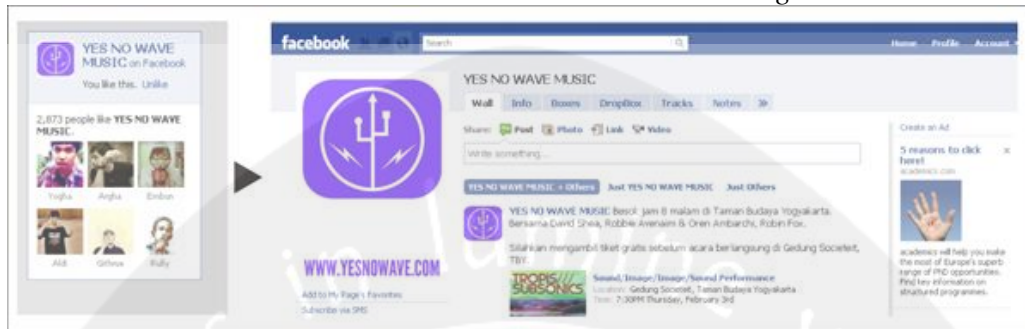 YES NO WAVE
MUSIC on Facebook
You like this. Unlike
2,873 people like YES NO WAVE
MUSIC.
Yogha Argha Embun
Aldi Githvux Rully
facebook
Search
Home Profile Account
YES NO WAVE MUSIC
Wall Info Boxes DropBox Tracks Notes
Share: Post Photo Link Video
Write something...
YES NO WAVE MUSIC + Others Just YES NO WAVE MUSIC Just Others
YES NO WAVE MUSIC Besok jam 8 malam di Taman Budaya Yogyakarta.
Bersama David Shea, Robbie Avenaim & Oren Ambarchi, Robin Fox.
Silahkan mengambil tiket gratis sebelum acara berlangsung di Gedung Societeit,
TBY.
TROPIS///
SUBSONICS
Sound/Image/Image/Sound Performance
Location: Gedung Societeit, Taman Budaya Yogyakarta
Time: 7:30PM Thursday, February 3rd
WWW.YESNOWAVE.COM
Add to My Page's Favorites
Subscribe via SMS
Create an Ad
5 reasons to click
here!
academics.com
academics will help you make
the most of Europe's superb
range of PhD opportunities.
Find key information on
structured programmes.
in lumine